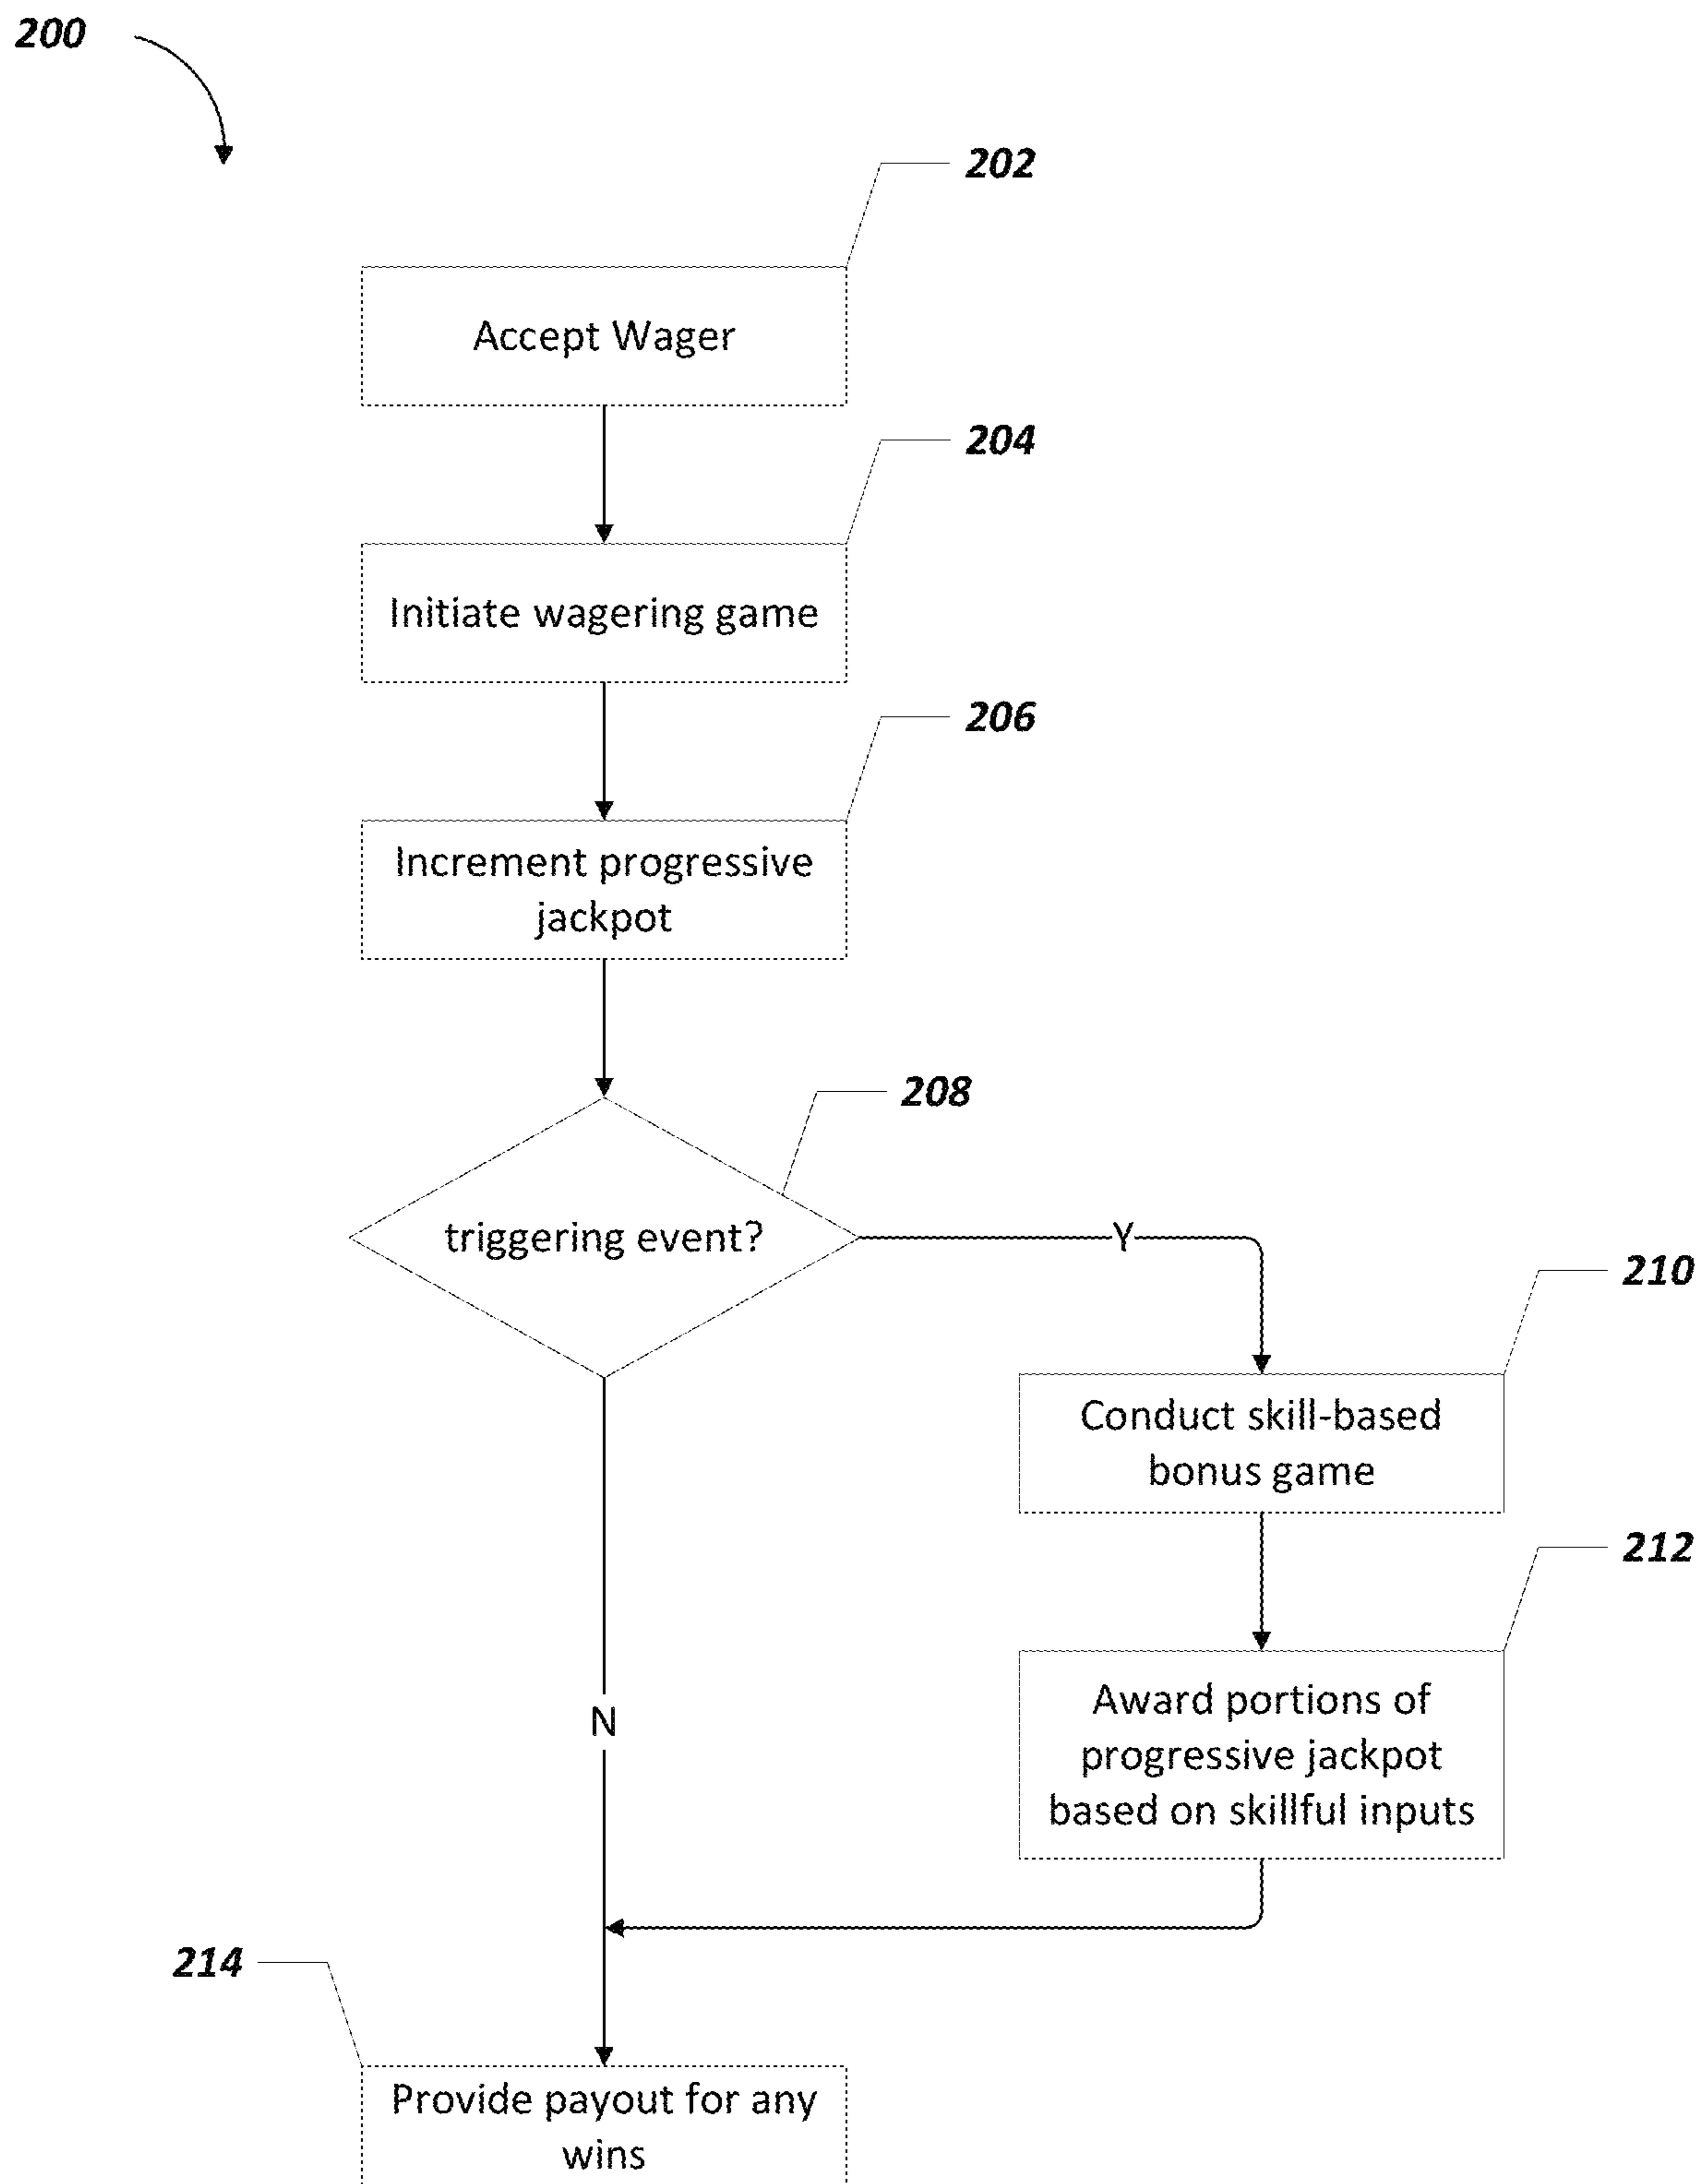 200
202
Accept Wager
204
Initiate wagering game
206
Increment progressive
jackpot
208
triggering event?
Y
210
Conduct skill-based
bonus game
212
Award portions of
progressive jackpot
based on skillful inputs
N
214
Provide payout for any
wins